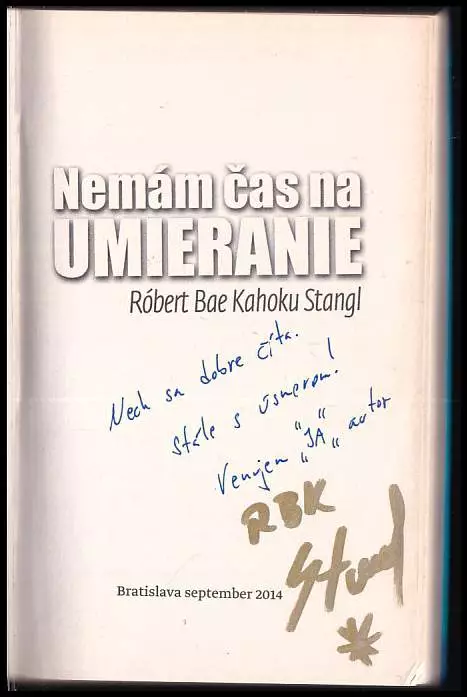 Nemám čas na
UMIERANIE
Róbert Bae Kahoku Stangl
Nech sa dobre číta.
stále s úsmevom!
Venujem "JA" autor
RBK
Stangl
Bratislava september 2014